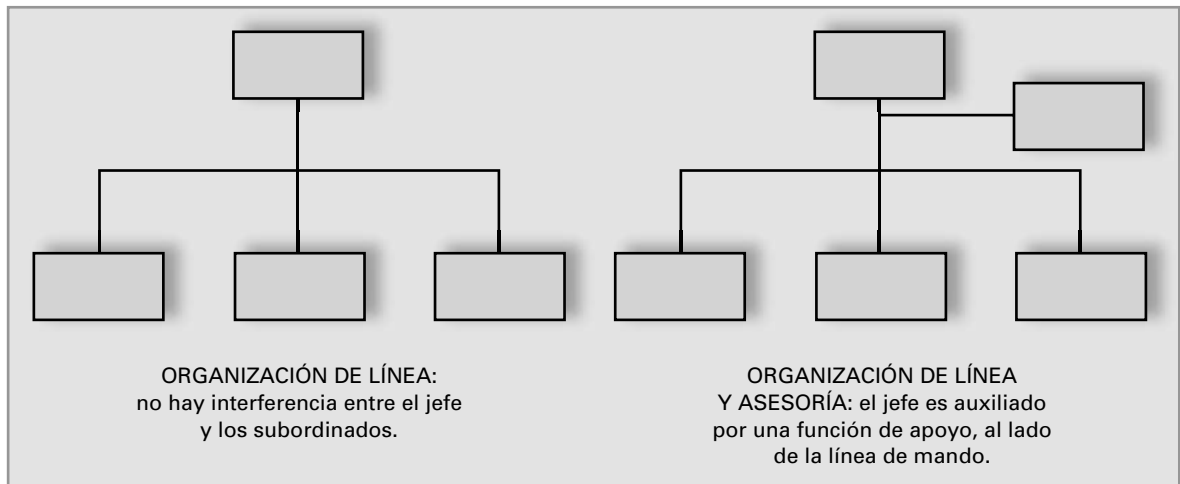 ORGANIZACIÓN DE LÍNEA:
no hay interferencia entre el jefe
y los subordinados.
ORGANIZACIÓN DE LÍNEA
Y ASESORÍA: el jefe es auxiliado
por una función de apoyo, al lado
de la línea de mando.